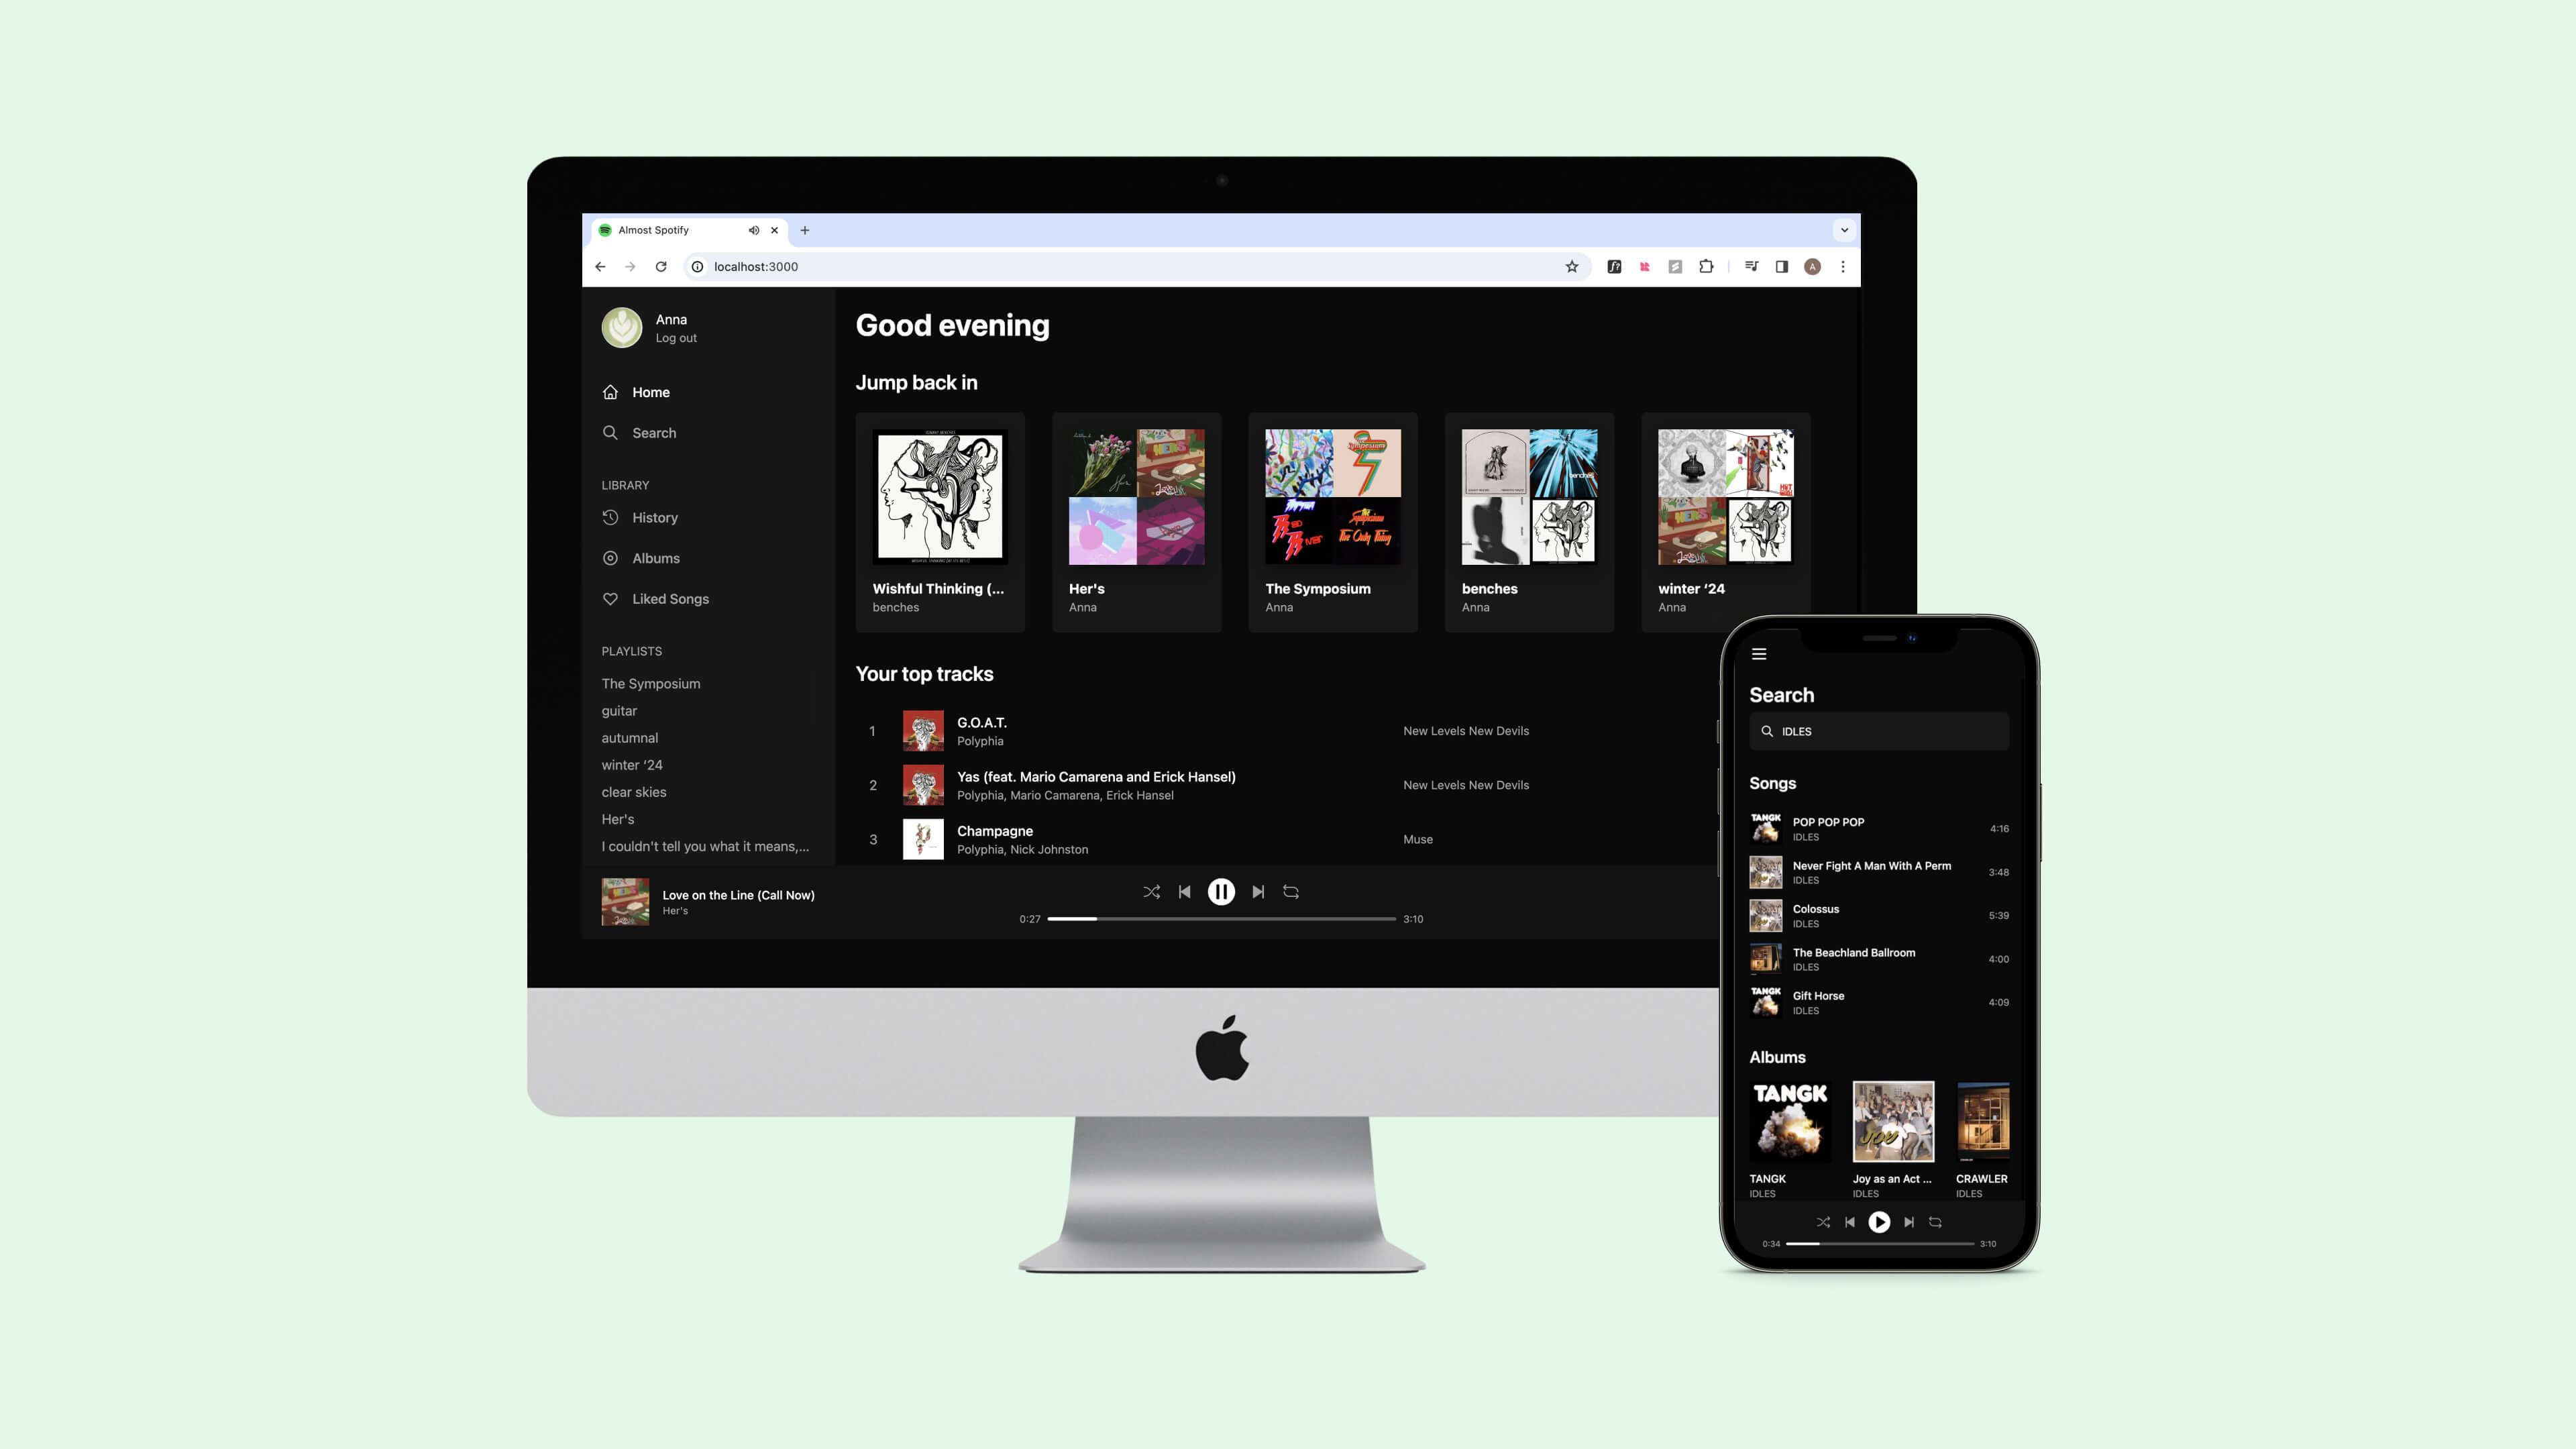 Almost Spotify
localhost:3000
A
Anna
Log out
Home
Search
LIBRARY
History
Albums
Liked Songs
PLAYLISTS
The Symposium
guitar
autumnal
winter ‘24
clear skies
Her's
I couldn't tell you what it means,...
Good evening
Jump back in
Wishful Thinking (...
benches
Her's
Anna
The Symposium
Anna
benches
Anna
winter ‘24
Anna
Your top tracks
1
G.O.A.T.
Polyphia
New Levels New Devils
2
Yas (feat. Mario Camarena and Erick Hansel)
Polyphia, Mario Camarena, Erick Hansel
New Levels New Devils
3
Champagne
Polyphia, Nick Johnston
Muse
Love on the Line (Call Now)
Her's
0:27
3:10
Search
IDLES
Songs
TANGK
POP POP POP
IDLES
4:16
Never Fight A Man With A Perm
IDLES
3:48
Colossus
IDLES
5:39
The Beachland Ballroom
IDLES
4:00
TANGK
Gift Horse
IDLES
4:09
Albums
TANGK
JOY
TANGK
IDLES
Joy as an Act ...
IDLES
CRAWLER
IDLES
0:34
3:10